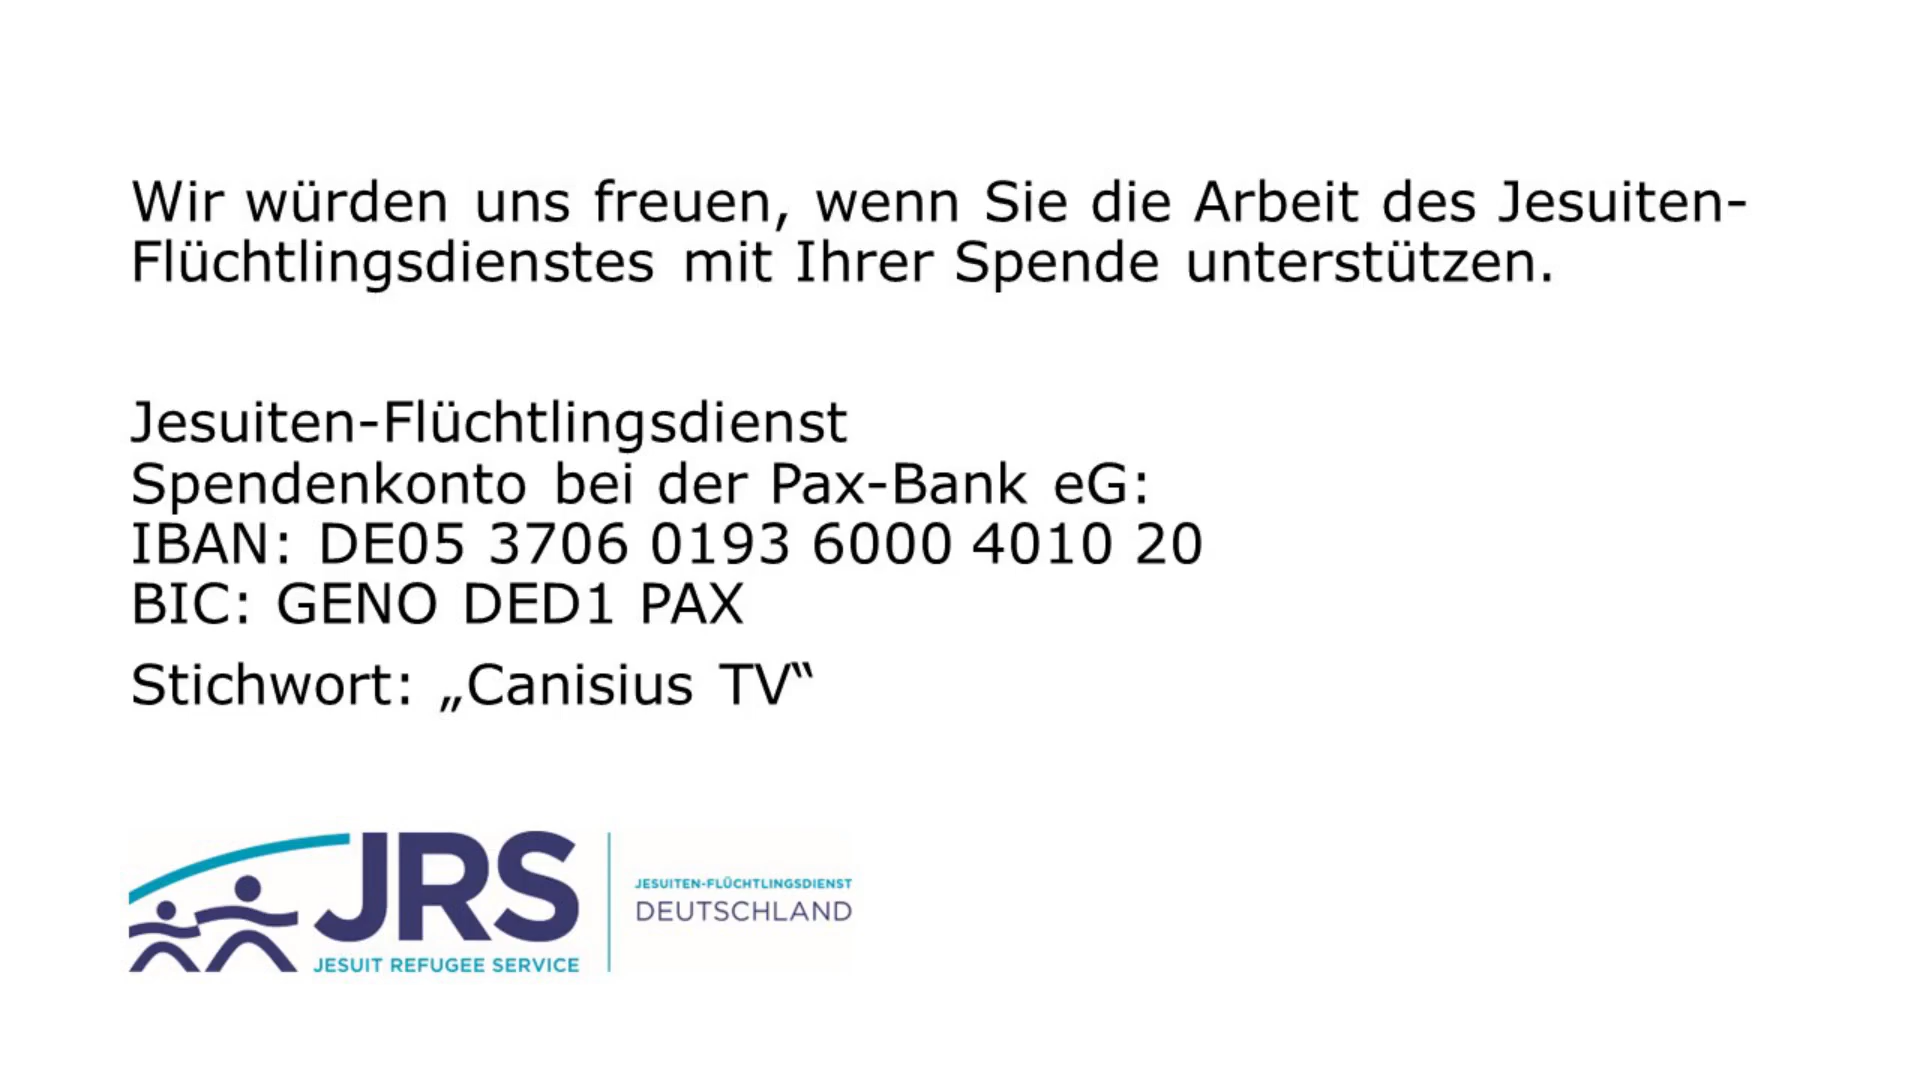 Wir würden uns freuen, wenn Sie die Arbeit des Jesuiten-
Flüchtlingsdienstes mit Ihrer Spende unterstützen.
Jesuiten-Flüchtlingsdienst
Spendenkonto bei der Pax-Bank eG:
IBAN: DE05 3706 0193 6000 4010 20
BIC: GENO DED1 PAX
Stichwort: „Canisius TV“
JRS
JESUIT REFUGEE SERVICE
JESUITEN-FLÜCHTLINGSDIENST
DEUTSCHLAND